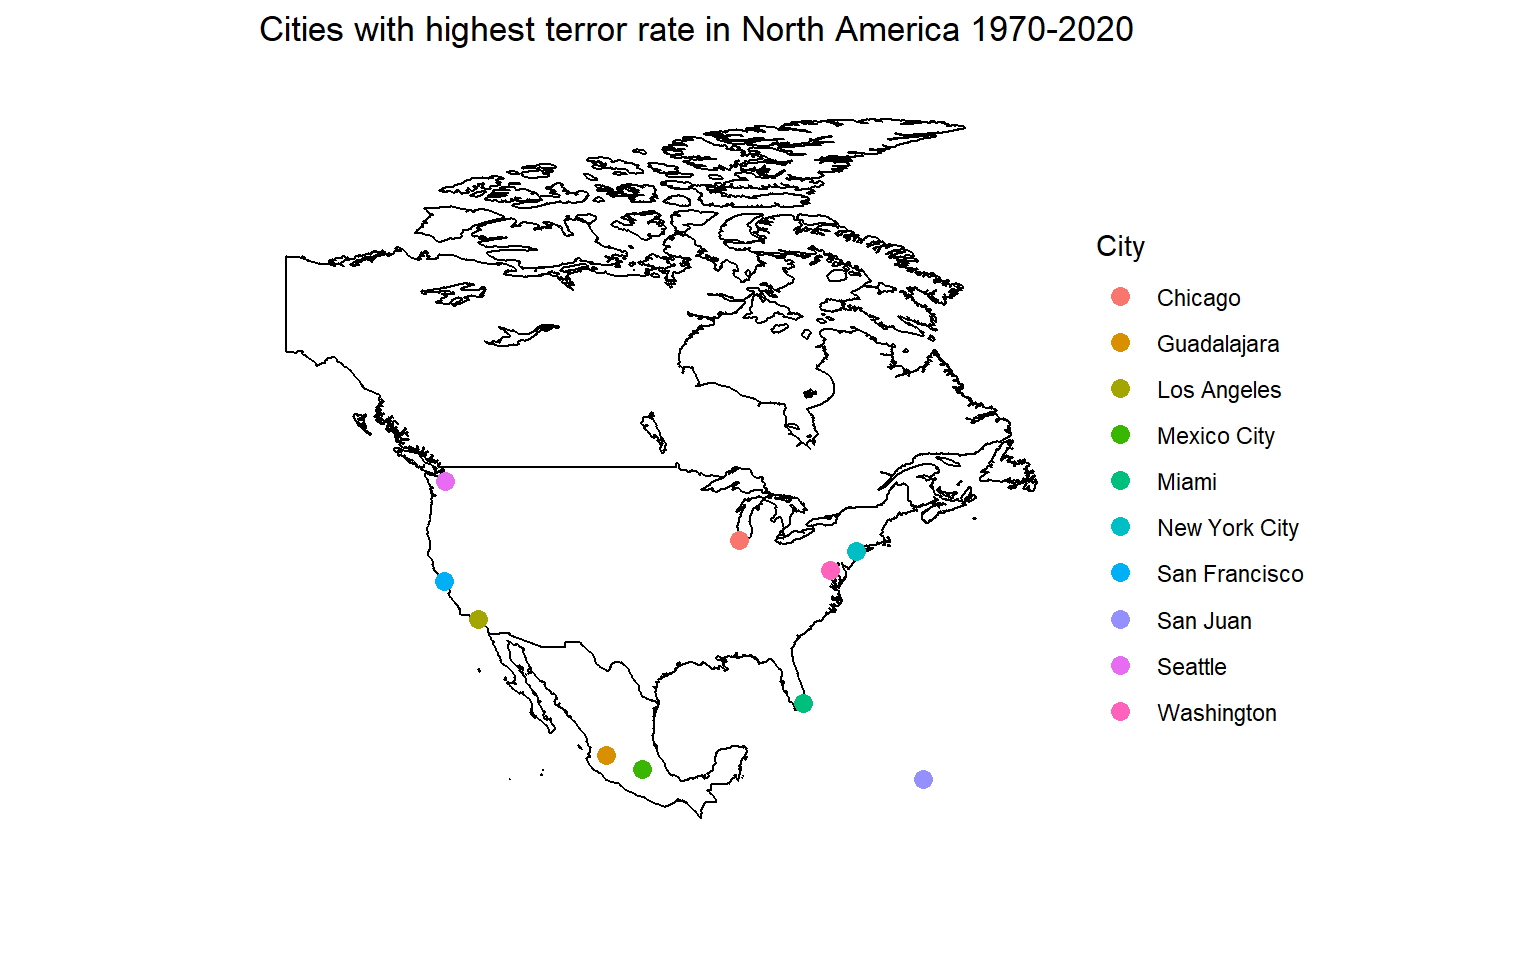 Cities with highest terror rate in North America 1970-2020
City
Chicago
Guadalajara
Los Angeles
Mexico City
Miami
New York City
San Francisco
San Juan
Seattle
Washington